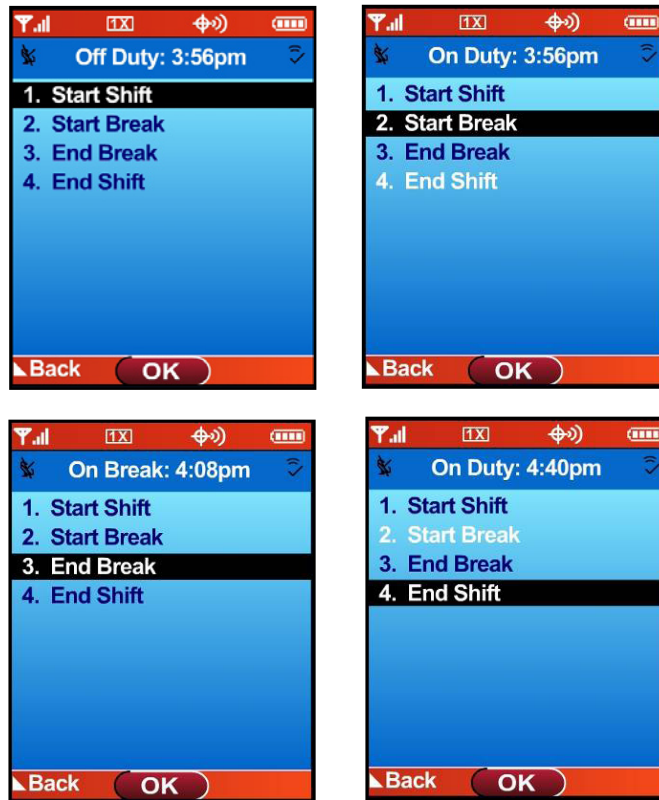 1X
Off Duty: 3:56pm
1. Start Shift
2. Start Break
3. End Break
4. End Shift
Back OK
1X
On Duty: 3:56pm
1. Start Shift
2. Start Break
3. End Break
4. End Shift
Back OK
1X
On Break: 4:08pm
1. Start Shift
2. Start Break
3. End Break
4. End Shift
Back OK
1X
On Duty: 4:40pm
1. Start Shift
2. Start Break
3. End Break
4. End Shift
Back OK